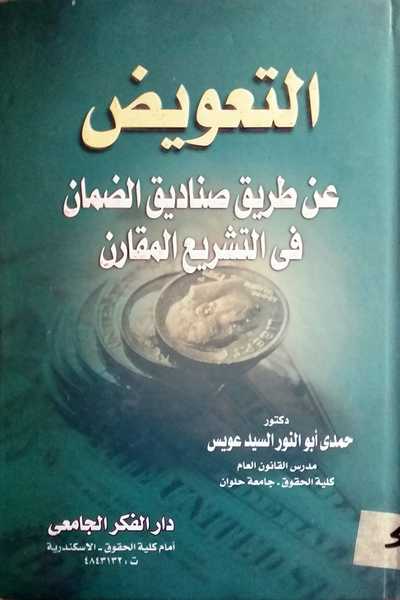 التعويض
عن طريق صناديق الضمان
فى التشريع المقارن
دكتور
حمدى أبو النور السيد عويس
مدرس القانون العام
كلية الحقوق - جامعة حلوان
دار الفكر الجامعى
أمام كلية الحقوق - الاسكندرية
ت : ٤٨٤٣١٣٢